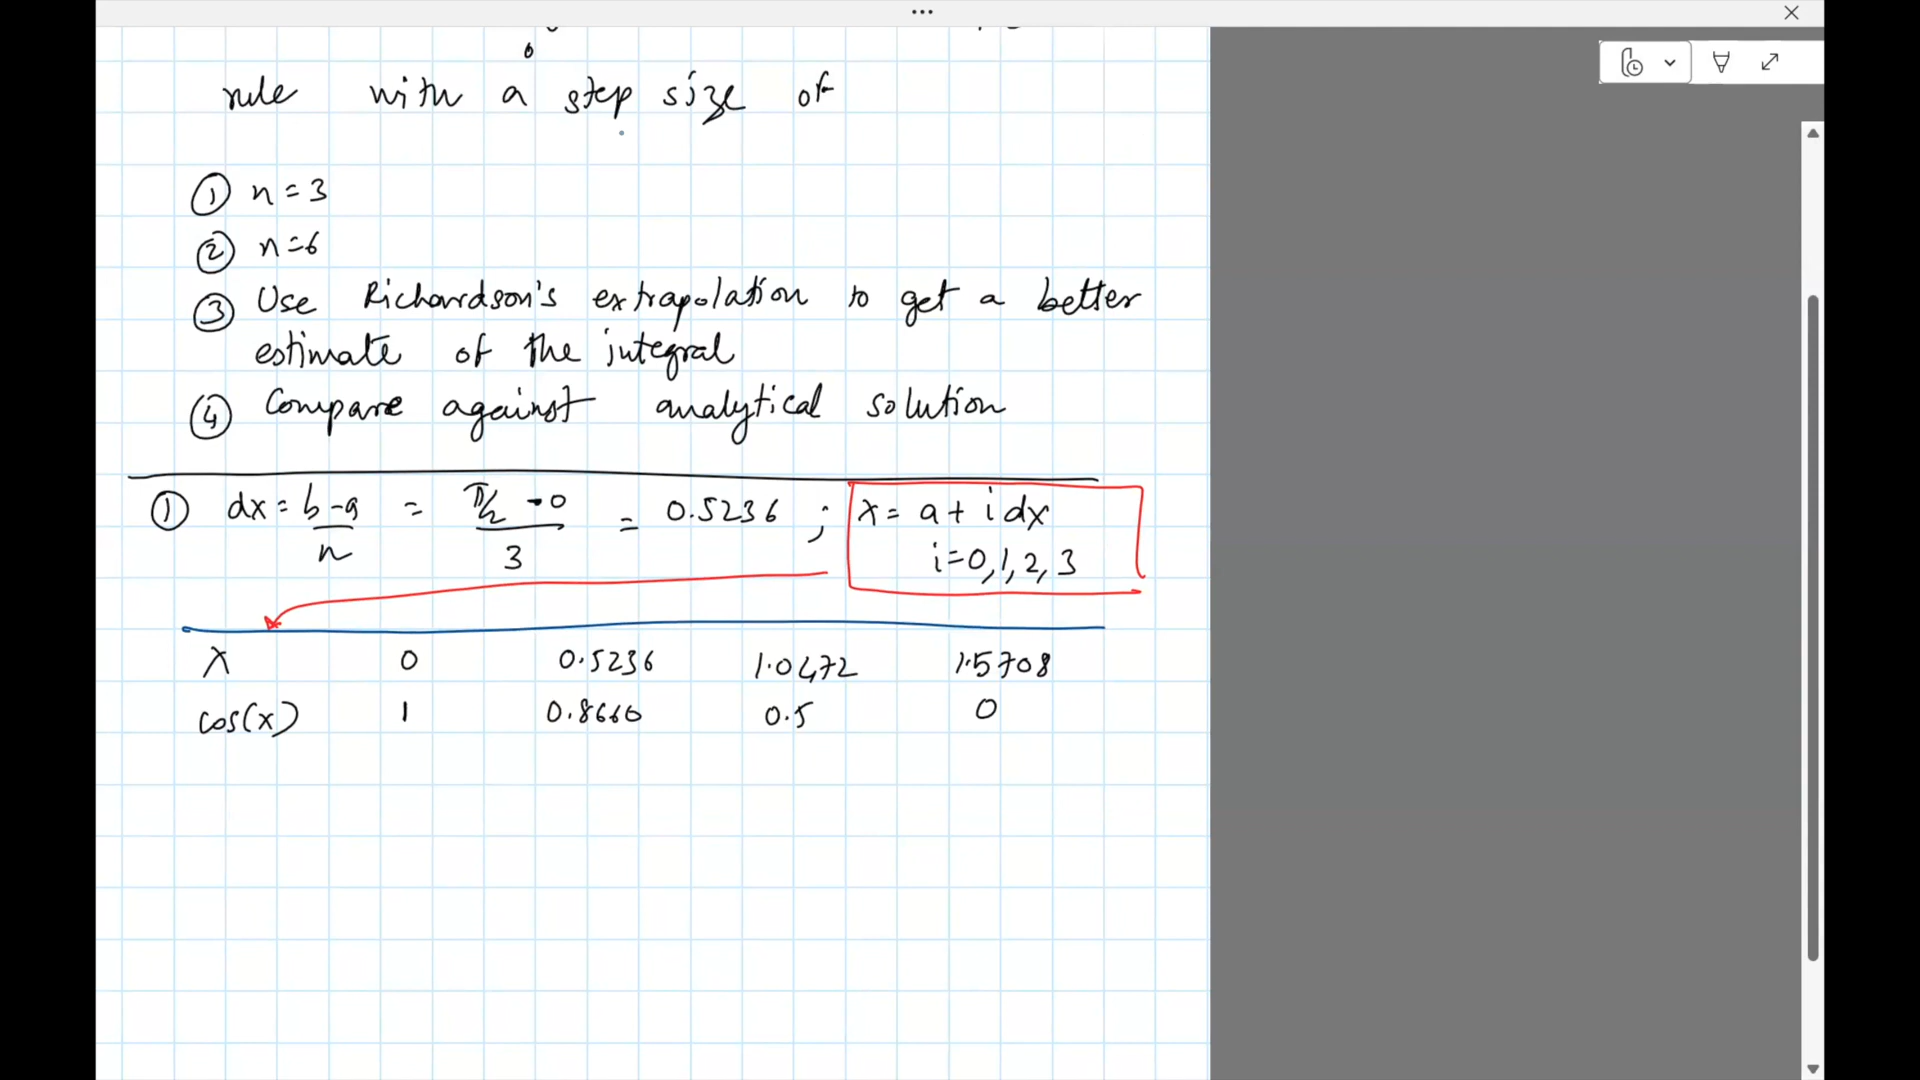 0
rule with a step size of
① n = 3
② n = 6
③ Use Richardson's extrapolation to get a better
estimate of the integral
④ Compare against analytical solution
① dx = b-a/n = π/2 - 0/3 = 0.5236 ; x = a + i dx
i = 0, 1, 2, 3
x 0 0.5236 1.0472 1.5708
cos(x) 1 0.8660 0.5 0